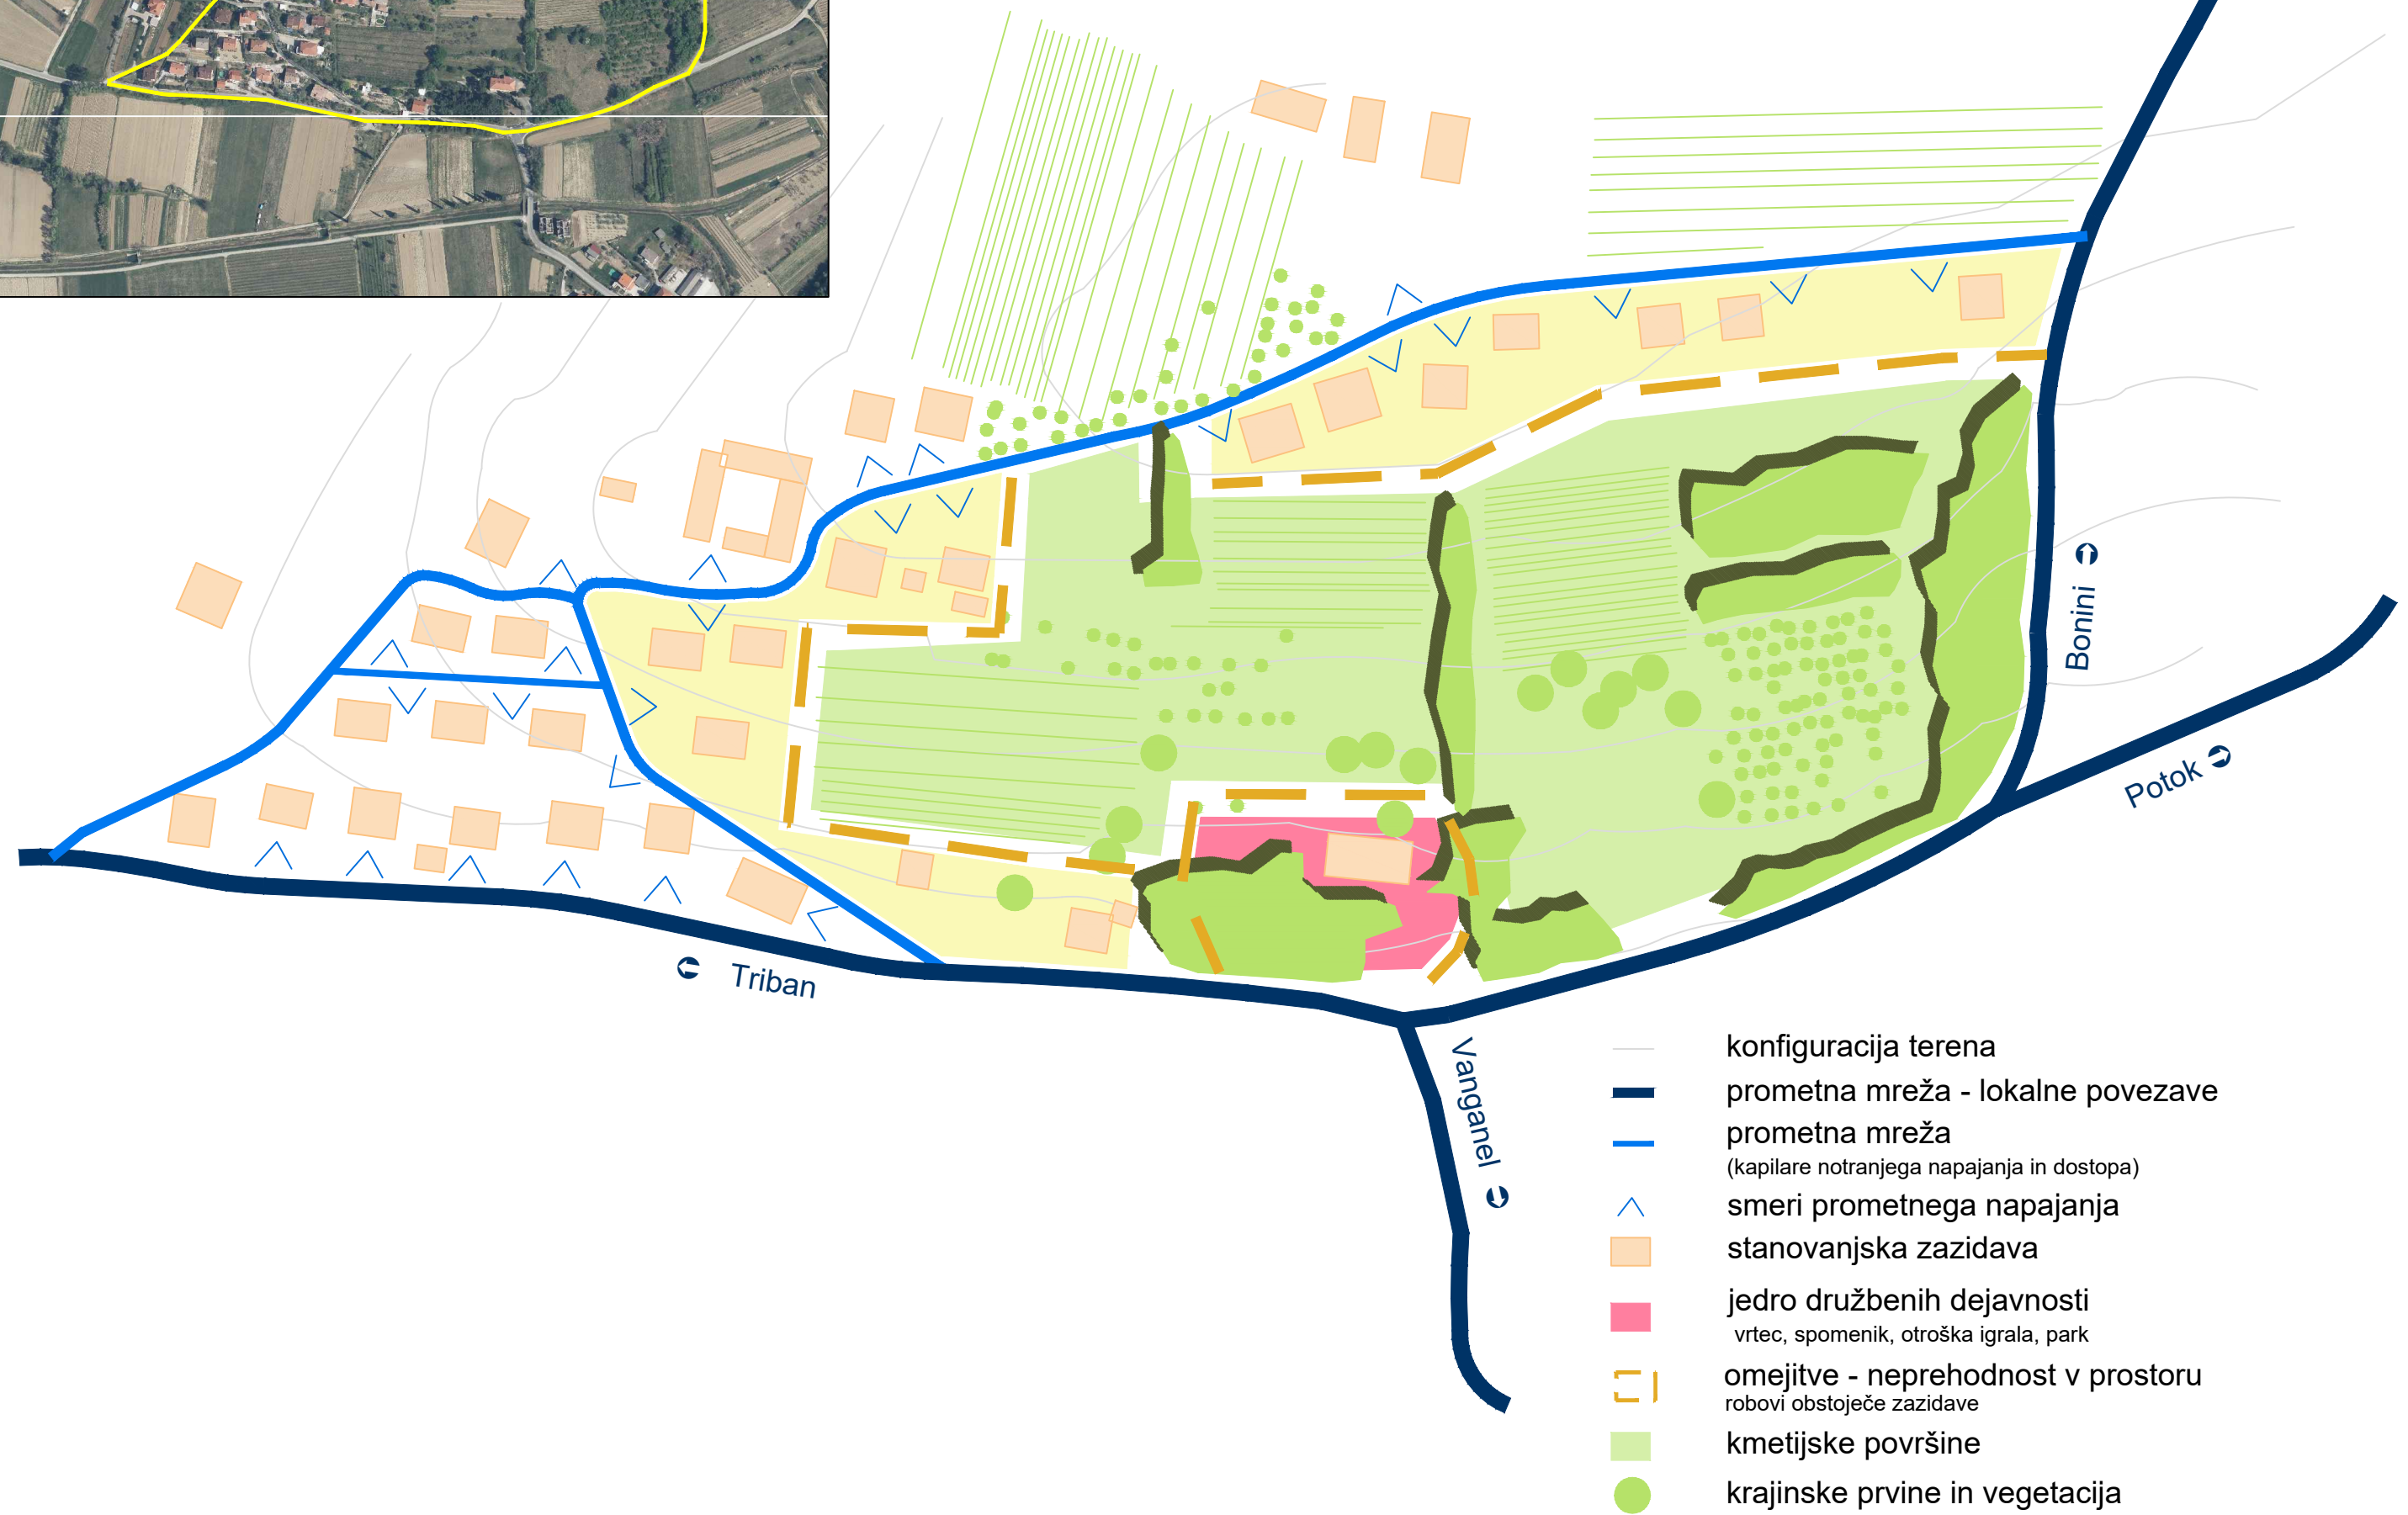 Bonini
Potok
Triban
Vanganel
konfiguracija terena
prometna mreža - lokalne povezave
prometna mreža
(kapilare notranjega napajanja in dostopa)
smeri prometnega napajanja
stanovanjska zazidava
jedro družbenih dejavnosti
vrtec, spomenik, otroška igrala, park
omejitve - neprehodnost v prostoru
robovi obstoječe zazidave
kmetijske površine
krajinske prvine in vegetacija